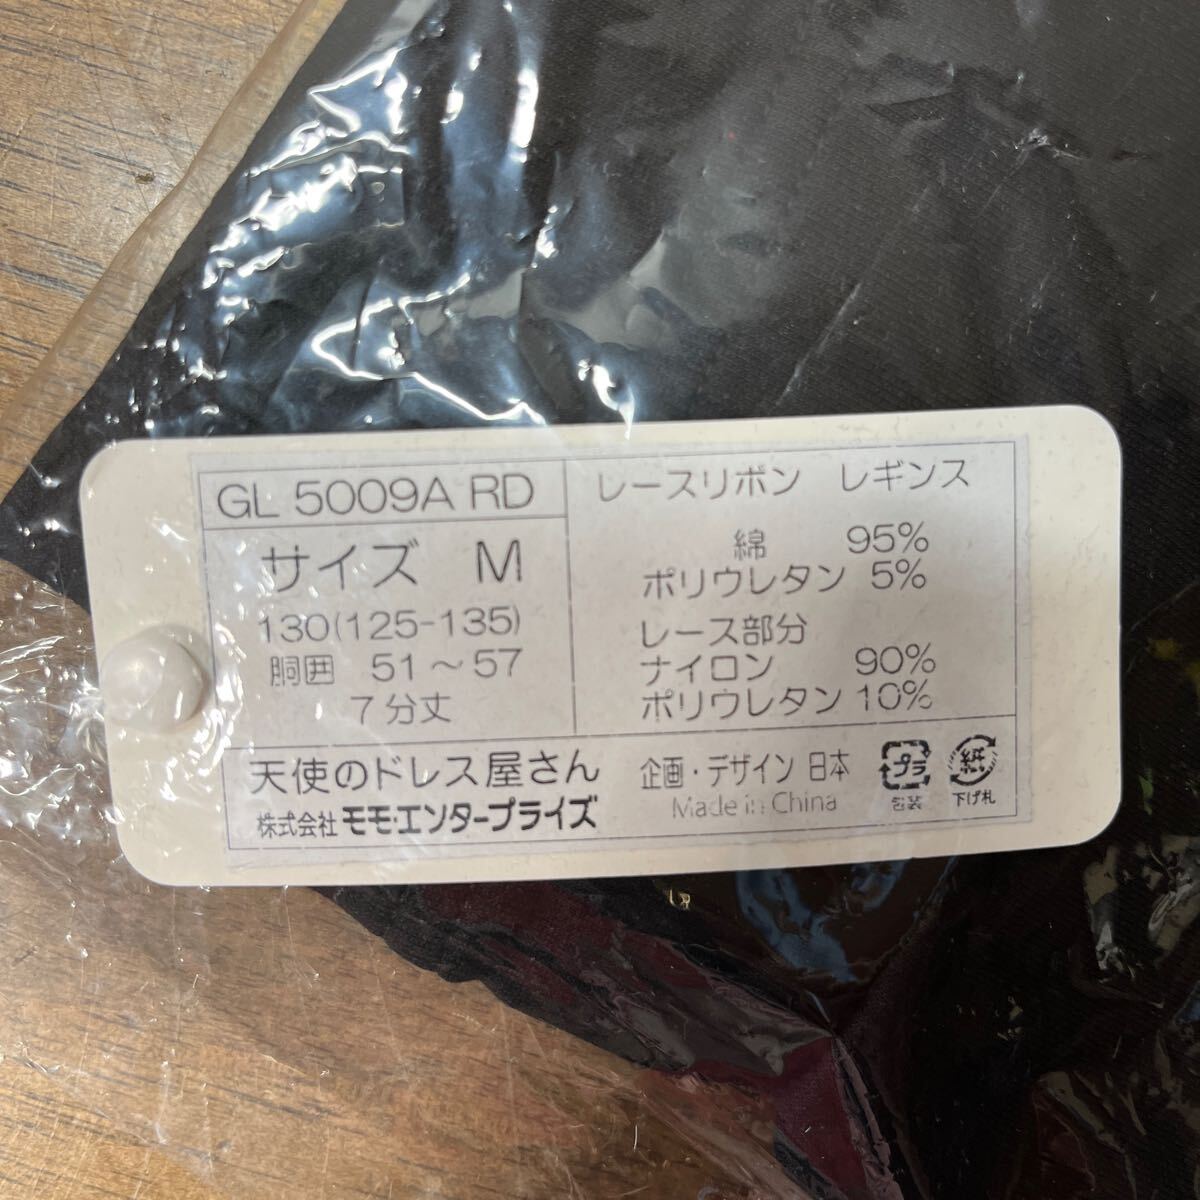 GL 5009A RD
サイズ M
130(125-135)
胴囲 51～57
7分丈
レースリボン レギンス
綿 95%
ポリウレタン 5%
レース部分
ナイロン 90%
ポリウレタン 10%
天使のドレス屋さん
株式会社 モモ・エンタープライズ
企画・デザイン 日本
Made in China
プラ
包装
紙
下げ札